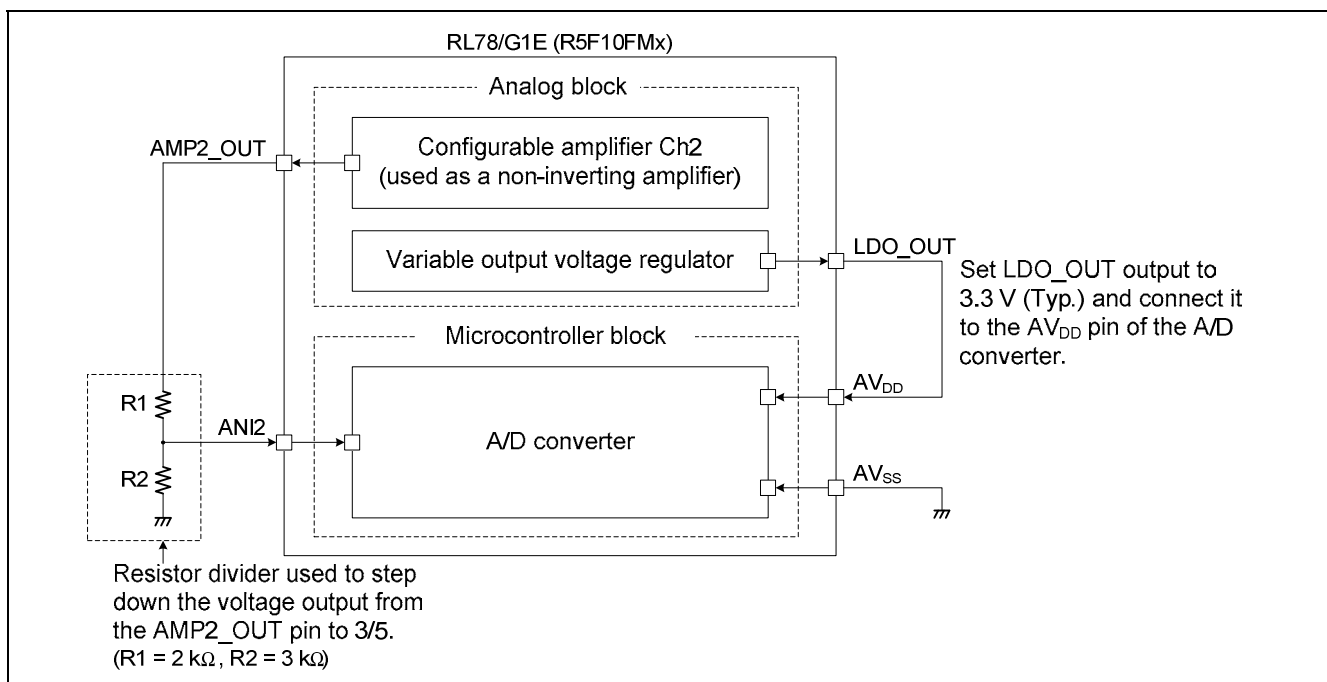 RL78/G1E (R5F10FMx)
Analog block
AMP2_OUT
Configurable amplifier Ch2
(used as a non-inverting amplifier)
Variable output voltage regulator
LDO_OUT
Set LDO_OUT output to
3.3 V (Typ.) and connect it
to the AVDD pin of the A/D
converter.
Microcontroller block
R1
R2
ANI2
A/D converter
AVDD
AVSS
Resistor divider used to step
down the voltage output from
the AMP2_OUT pin to 3/5.
(R1 = 2 kΩ, R2 = 3 kΩ)